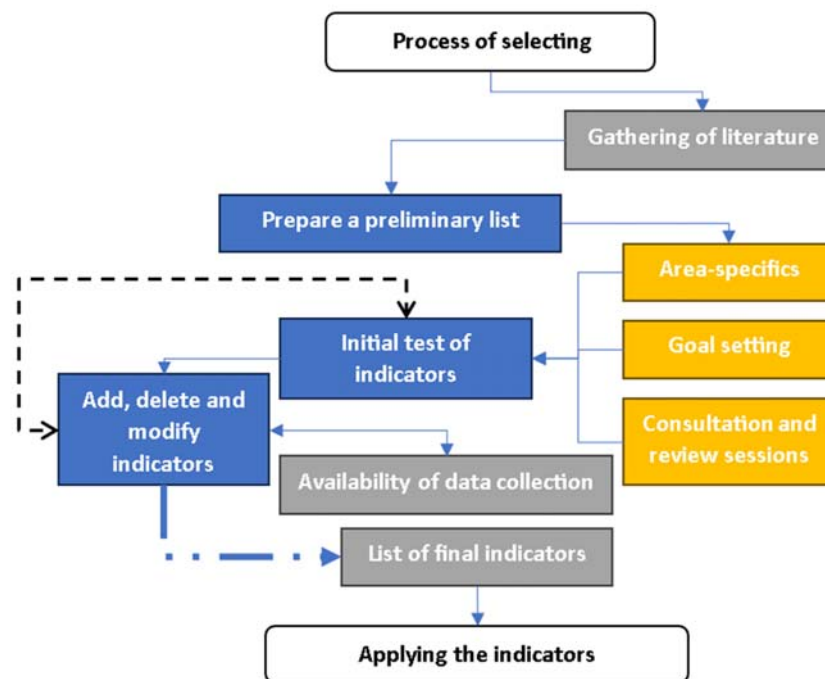 Process of selecting
Gathering of literature
Prepare a preliminary list
Area-specifics
Initial test of
indicators
Goal setting
Add, delete and
modify
indicators
Consultation and
review sessions
Availability of data collection
List of final indicators
Applying the indicators